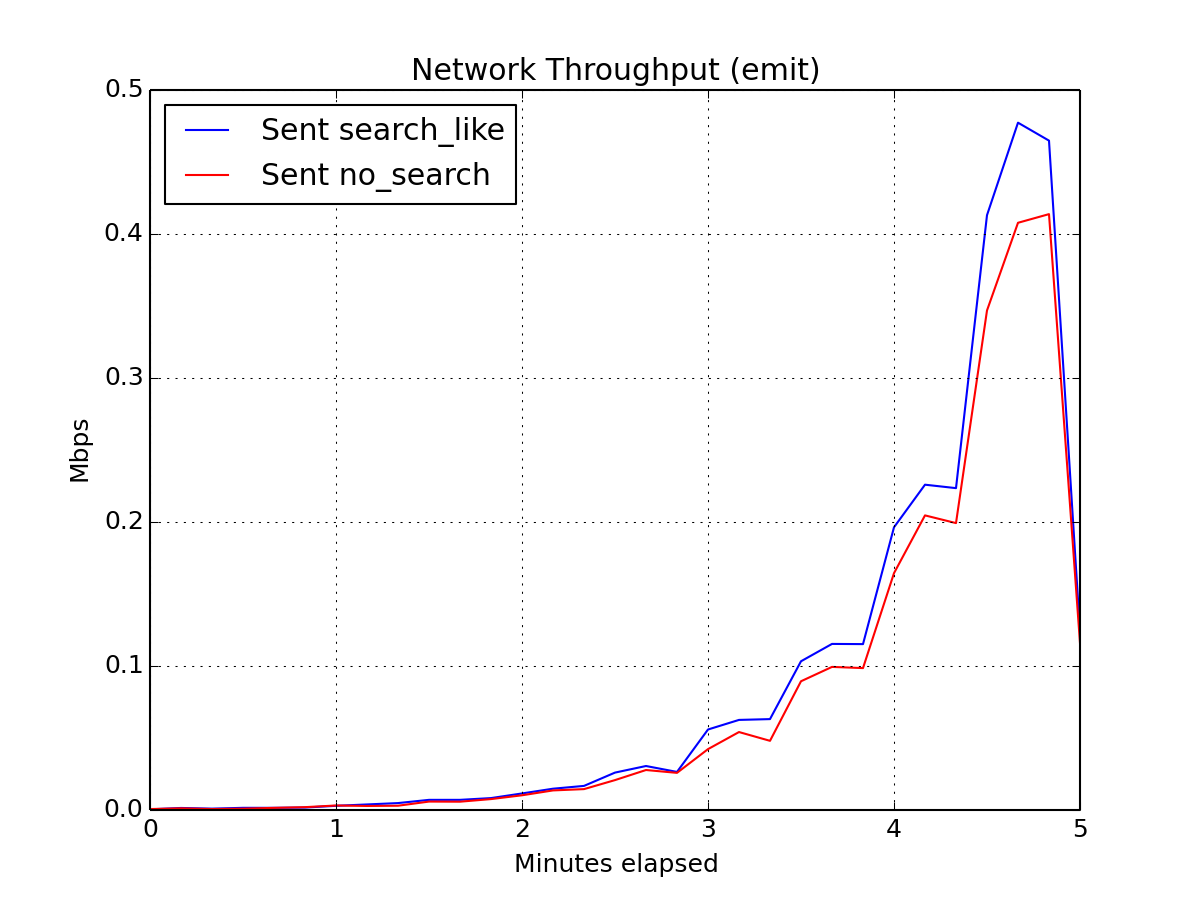 Network Throughput (emit)
0.5
Sent search_like
Sent no_search
0.4
0.3
Mbps
0.2
0.1
0.0
0 1 2 3 4 5
Minutes elapsed